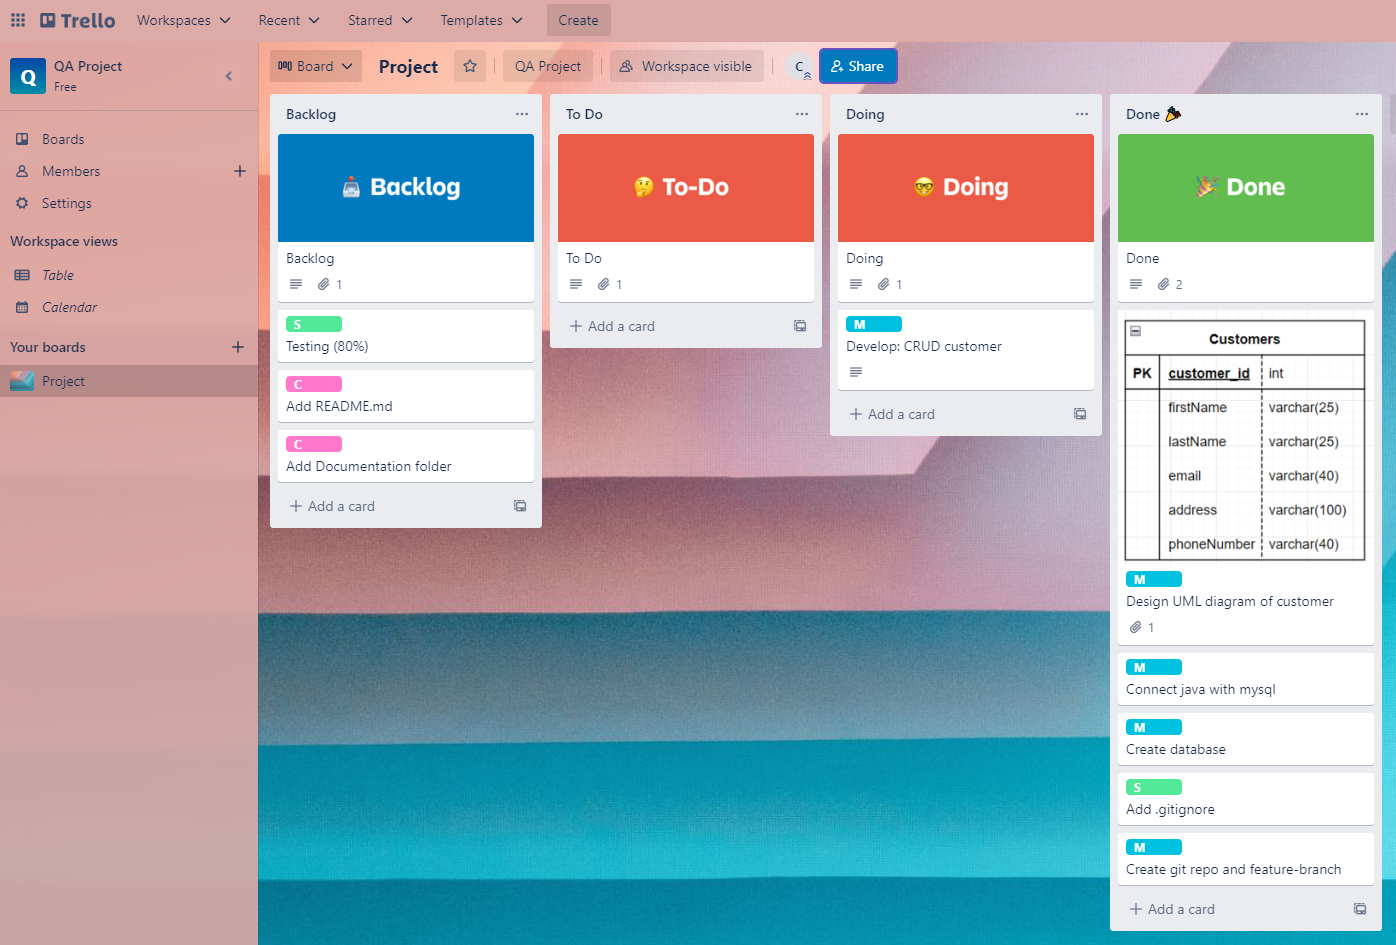 Trello
Workspaces
Recent
Starred
Templates
Create
Q
QA Project
Free
Boards
Members
Settings
Workspace views
Table
Calendar
Your boards
Project
Board
Project
QA Project
Workspace visible
C
Share
Backlog
Backlog
Backlog
1
S
Testing (80%)
C
Add README.md
C
Add Documentation folder
Add a card
To Do
To-Do
To Do
1
Add a card
Doing
Doing
Doing
1
M
Develop: CRUD customer
Add a card
Done
Done
Done
2
Customers
PK customer_id int
firstName varchar(25)
lastName varchar(25)
email varchar(40)
address varchar(100)
phoneNumber varchar(40)
M
Design UML diagram of customer
1
M
Connect java with mysql
M
Create database
S
Add .gitignore
M
Create git repo and feature-branch
Add a card